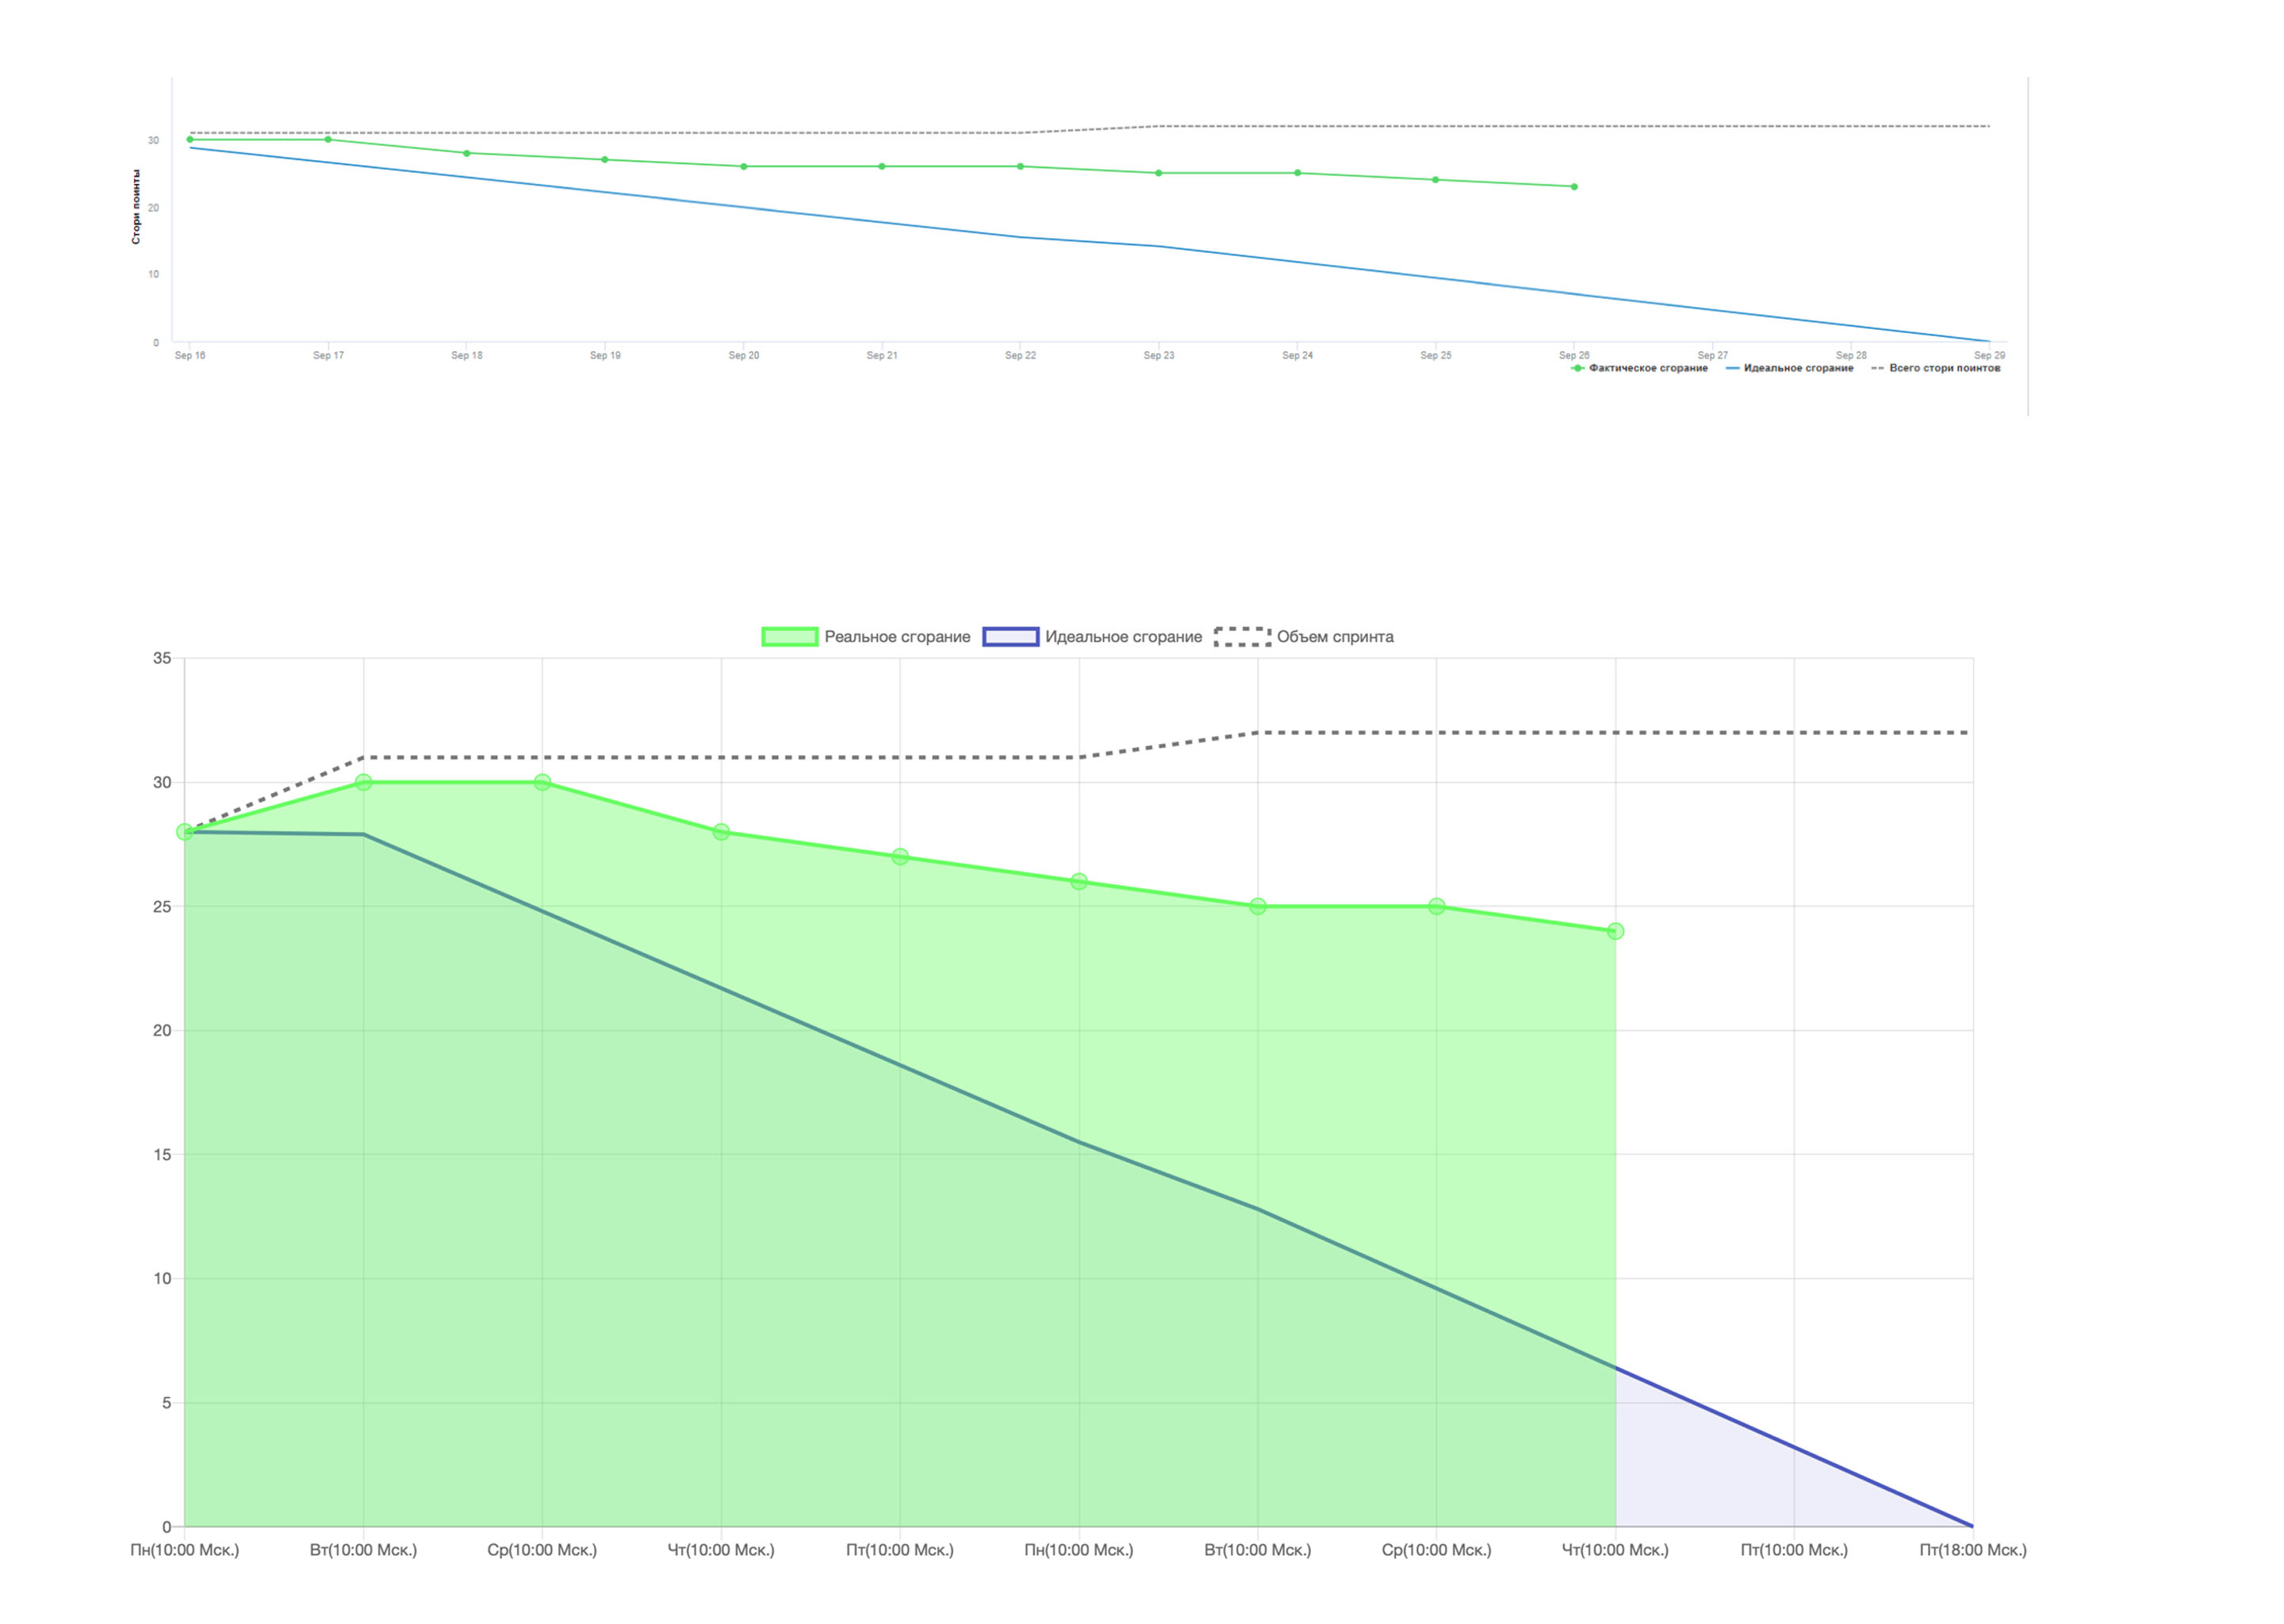 Стори поинты
30
20
10
0
Sep 16 Sep 17 Sep 18 Sep 19 Sep 20 Sep 21 Sep 22 Sep 23 Sep 24 Sep 25 Sep 26 Sep 27 Sep 28 Sep 29
Фактическое сгорание Идеальное сгорание Всего стори поинтов
Реальное сгорание Идеальное сгорание Объем спринта
35
30
25
20
15
10
5
0
Пн(10:00 Мск.) Вт(10:00 Мск.) Ср(10:00 Мск.) Чт(10:00 Мск.) Пт(10:00 Мск.) Пн(10:00 Мск.) Вт(10:00 Мск.) Ср(10:00 Мск.) Чт(10:00 Мск.) Пт(10:00 Мск.) Пт(18:00 Мск.)